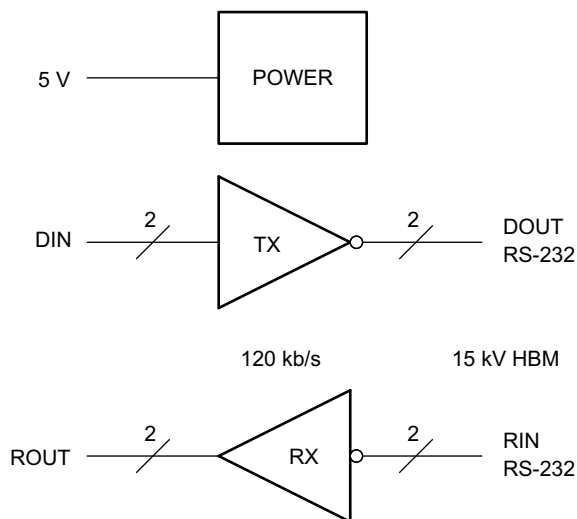 5 V
POWER
DIN
2
TX
2
DOUT
RS-232
120 kb/s
15 kV HBM
ROUT
2
RX
2
RIN
RS-232